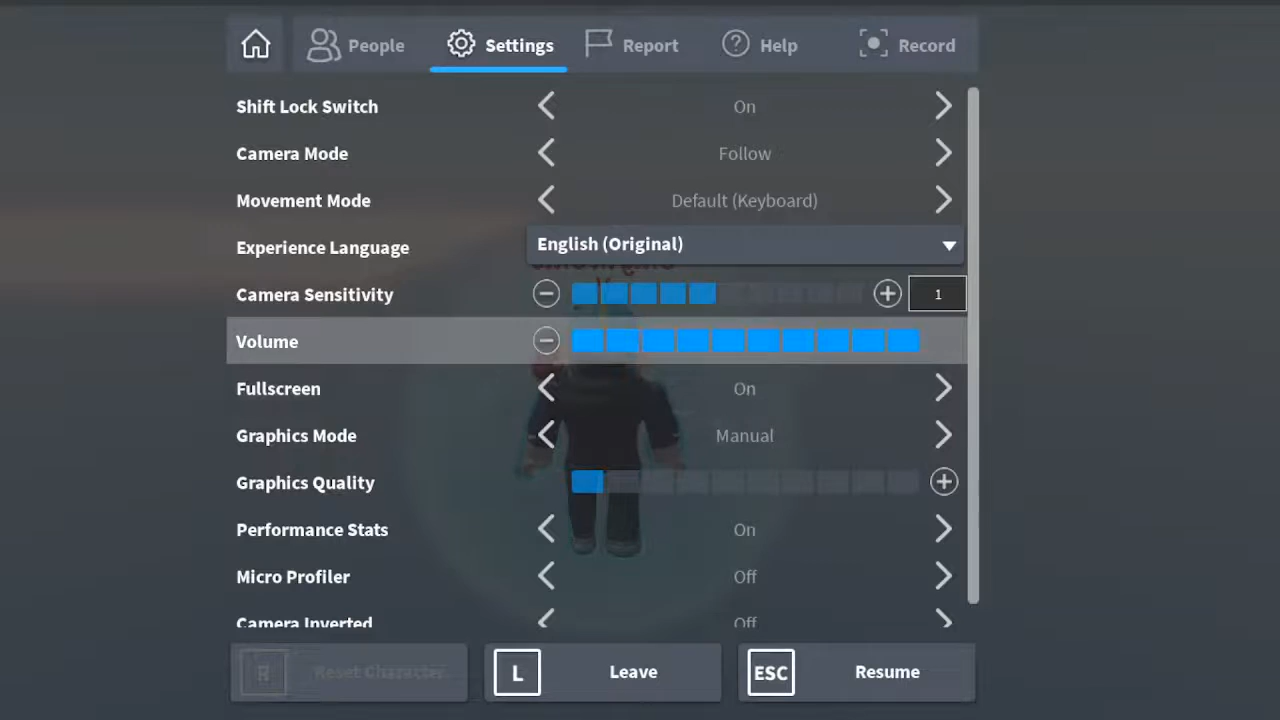 People Settings Report Help Record
Shift Lock Switch On
Camera Mode Follow
Movement Mode Default (Keyboard)
Experience Language English (Original)
Camera Sensitivity 1
Volume
Fullscreen On
Graphics Mode Manual
Graphics Quality
Performance Stats On
Micro Profiler Off
Camera Inverted Off
R Reset Character L Leave ESC Resume